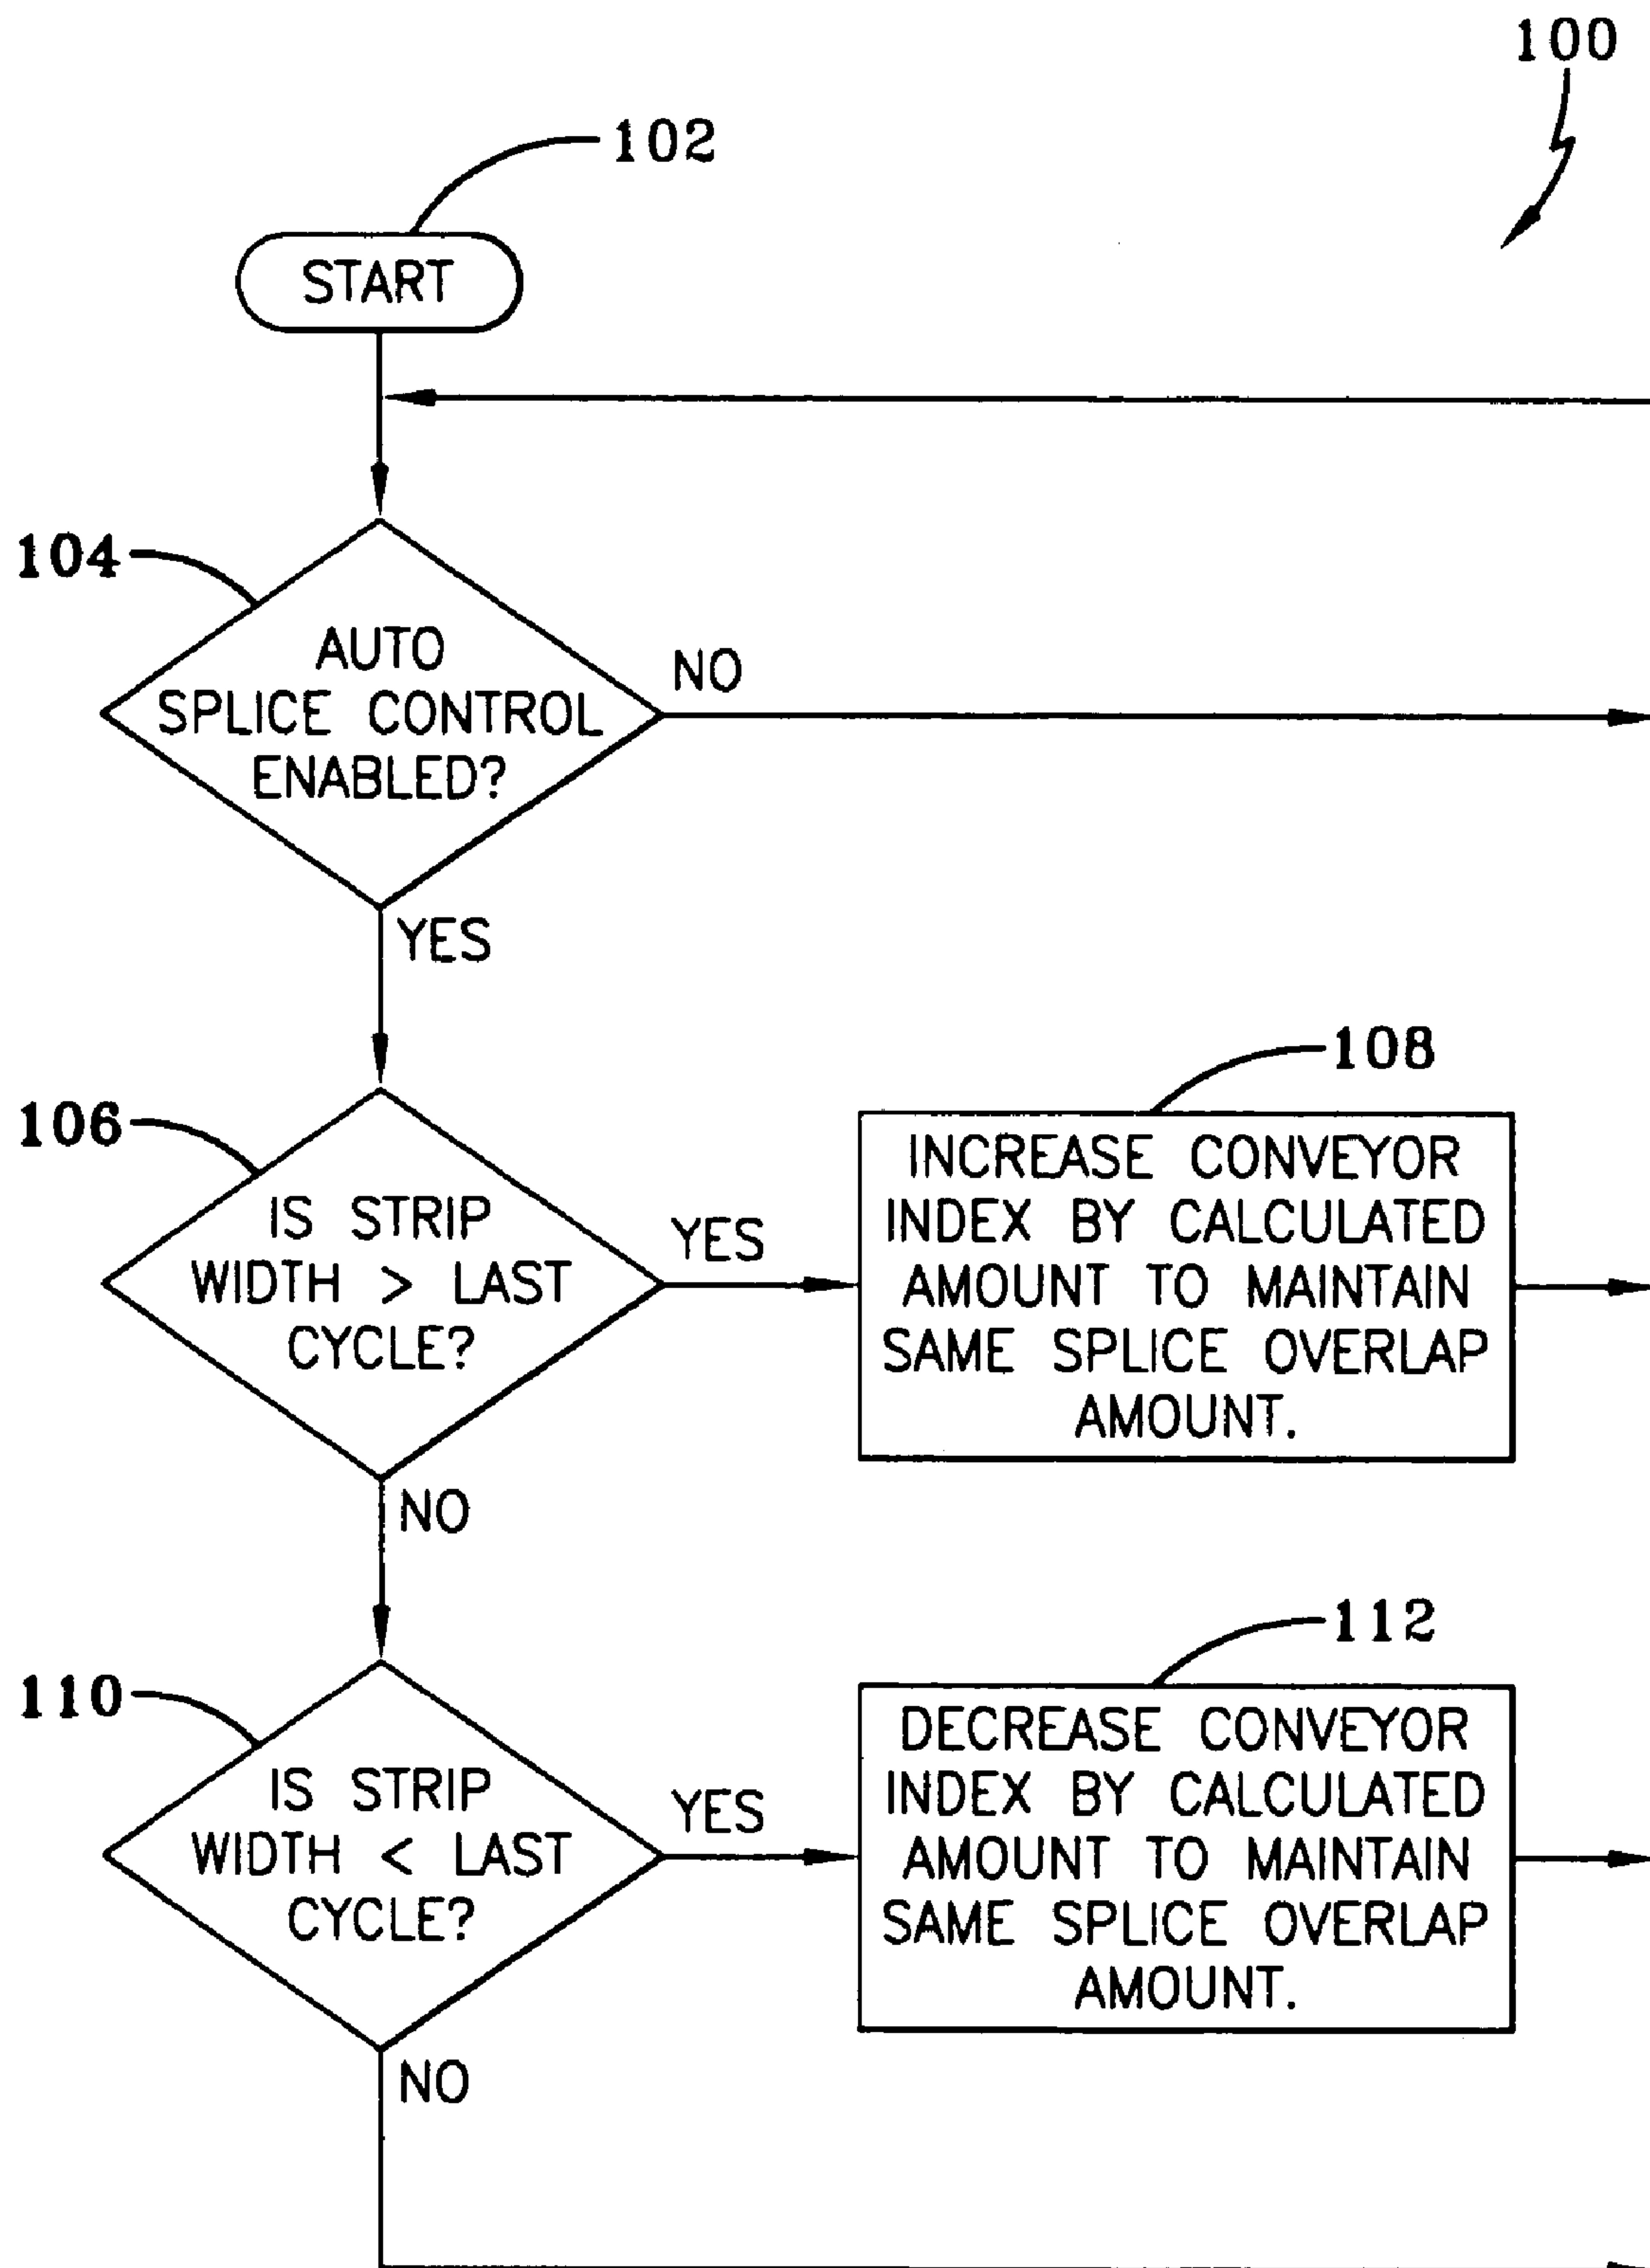 100
102
START
104
AUTO
SPLICE CONTROL
ENABLED?
NO
YES
106
IS STRIP
WIDTH > LAST
CYCLE?
YES
108
INCREASE CONVEYOR
INDEX BY CALCULATED
AMOUNT TO MAINTAIN
SAME SPLICE OVERLAP
AMOUNT.
NO
110
IS STRIP
WIDTH < LAST
CYCLE?
YES
112
DECREASE CONVEYOR
INDEX BY CALCULATED
AMOUNT TO MAINTAIN
SAME SPLICE OVERLAP
AMOUNT.
NO